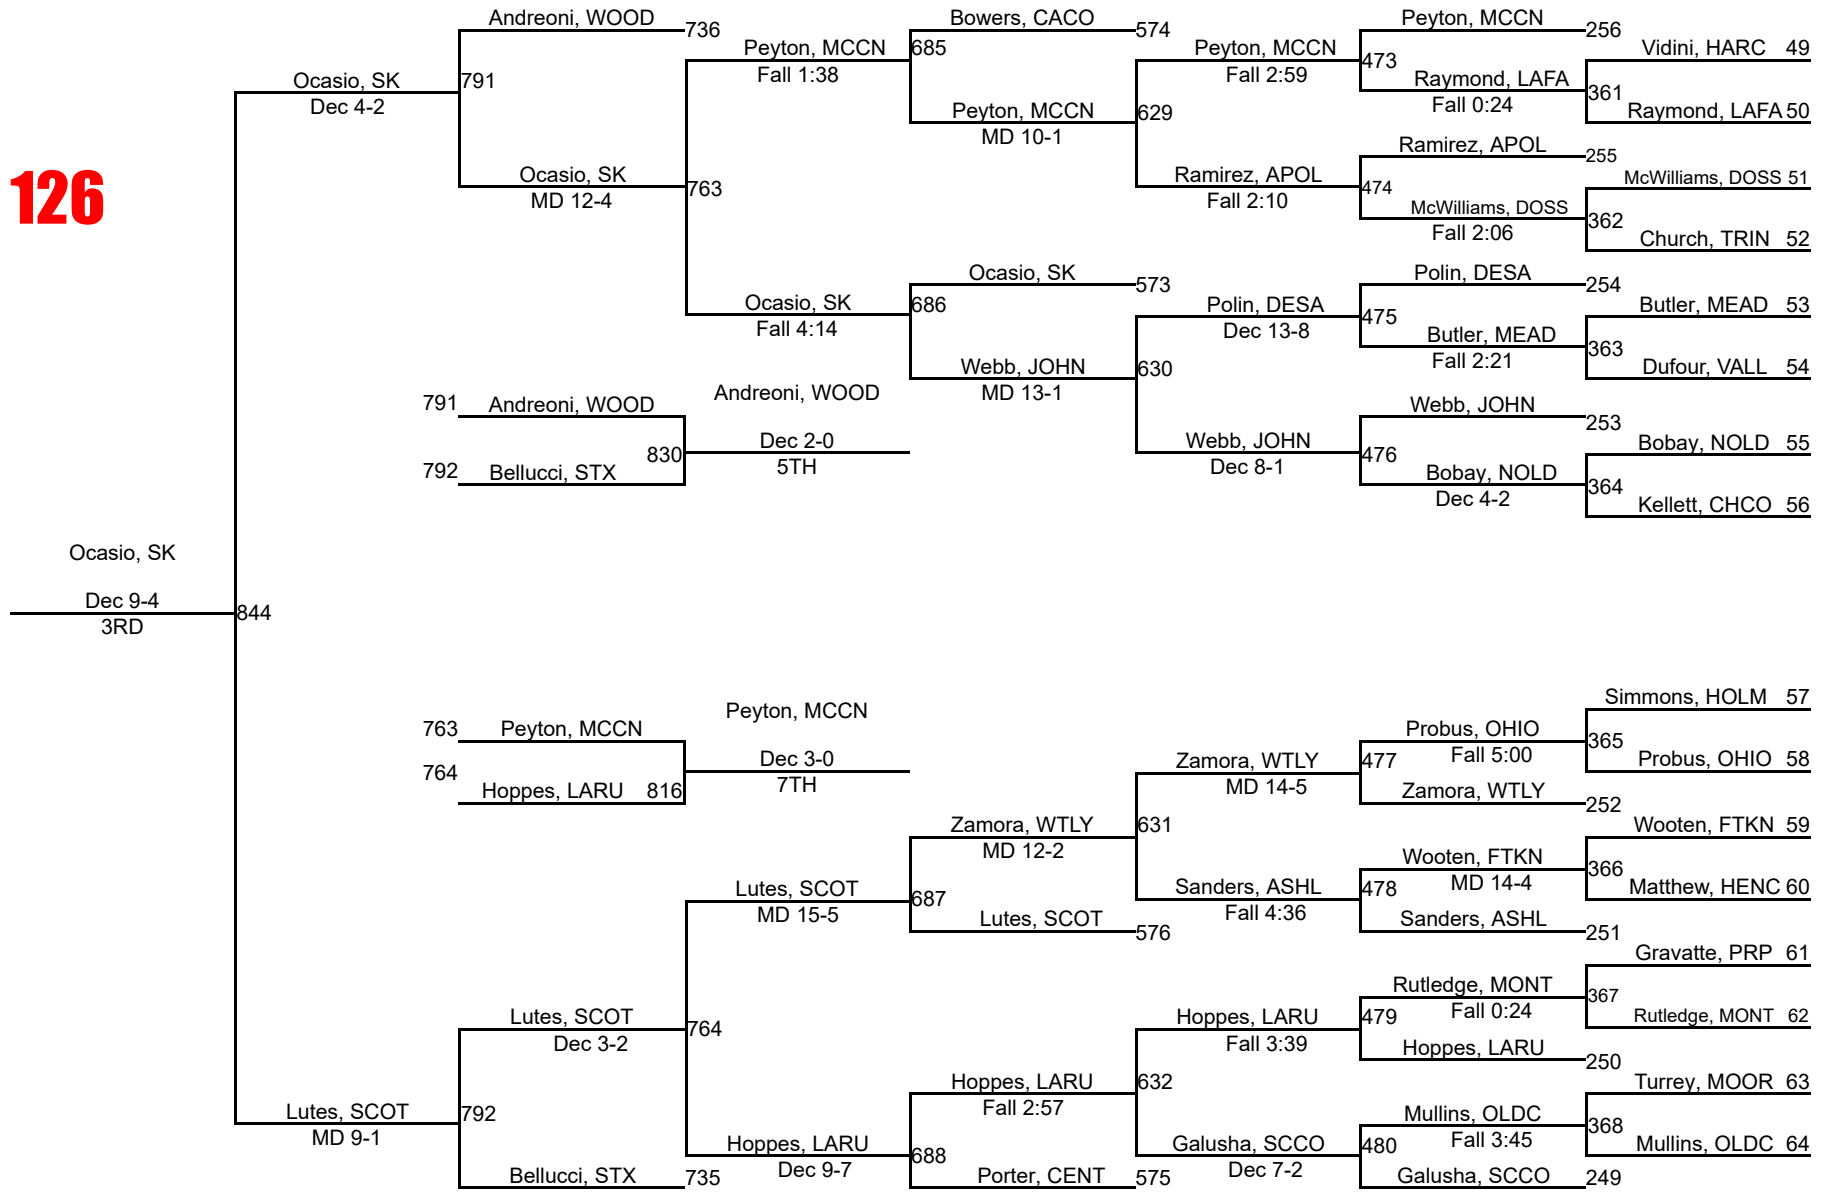 Andreoni, WOOD
736
Bowers, CACO
574
Peyton, MCCN
256
Peyton, MCCN
Fall 1:38
685
Peyton, MCCN
Fall 2:59
473
Vidini, HARC 49
Ocasio, SK
Dec 4-2
791
Raymond, LAFA
Fall 0:24
361
Peyton, MCCN
MD 10-1
629
Raymond, LAFA 50
126
Ocasio, SK
MD 12-4
763
Ramirez, APOL
Fall 2:10
474
Ramirez, APOL
255
McWilliams, DOSS 51
McWilliams, DOSS
Fall 2:06
362
Church, TRIN 52
Ocasio, SK
573
Polin, DESA
254
Ocasio, SK
Fall 4:14
686
Polin, DESA
Dec 13-8
475
Butler, MEAD 53
Butler, MEAD
Fall 2:21
363
Webb, JOHN
MD 13-1
630
Dufour, VALL 54
791
Andreoni, WOOD
Andreoni, WOOD
Webb, JOHN
253
830
Dec 2-0
5TH
Webb, JOHN
Dec 8-1
476
Bobay, NOLD 55
792
Bellucci, STX
Bobay, NOLD
Dec 4-2
364
Kellett, CHCO 56
Ocasio, SK
Dec 9-4
3RD
844
Simmons, HOLM 57
763
Peyton, MCCN
Peyton, MCCN
Probus, OHIO
Fall 5:00
365
764
Hoppes, LARU
816
Dec 3-0
7TH
Zamora, WTLY
MD 14-5
477
Probus, OHIO 58
Zamora, WTLY
252
Zamora, WTLY
MD 12-2
631
Wooten, FTKN 59
Wooten, FTKN
MD 14-4
366
Lutes, SCOT
MD 15-5
687
Sanders, ASHL
Fall 4:36
478
Matthew, HENC 60
Lutes, SCOT
576
Sanders, ASHL
251
Gravatte, PRP 61
Rutledge, MONT
Fall 0:24
367
Lutes, SCOT
Dec 3-2
764
Hoppes, LARU
Fall 3:39
479
Rutledge, MONT 62
Hoppes, LARU
250
Hoppes, LARU
Fall 2:57
632
Turrey, MOOR 63
Lutes, SCOT
MD 9-1
792
Mullins, OLDC
Fall 3:45
368
Hoppes, LARU
Dec 9-7
688
Galusha, SCCO
Dec 7-2
480
Mullins, OLDC 64
Bellucci, STX
735
Porter, CENT
575
Galusha, SCCO
249